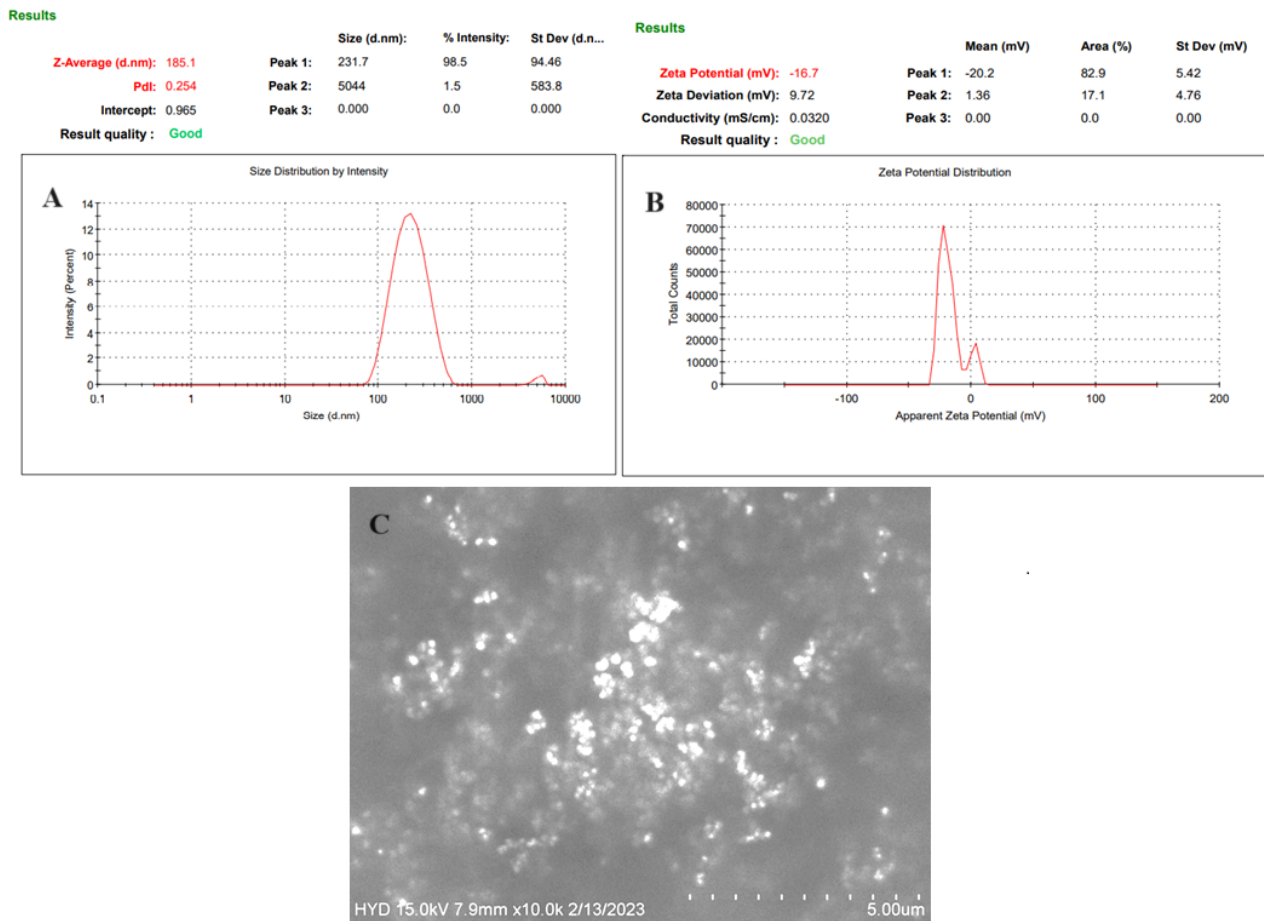 Results
Size (d.nm): % Intensity: St Dev (d.n...
Z-Average (d.nm): 185.1 Peak 1: 231.7 98.5 94.46
PdI: 0.254 Peak 2: 5044 1.5 583.8
Intercept: 0.965 Peak 3: 0.000 0.0 0.000
Result quality : Good
Results
Mean (mV) Area (%) St Dev (mV)
Zeta Potential (mV): -16.7 Peak 1: -20.2 82.9 5.42
Zeta Deviation (mV): 9.72 Peak 2: 1.36 17.1 4.76
Conductivity (mS/cm): 0.0320 Peak 3: 0.00 0.0 0.00
Result quality : Good
A
Size Distribution by Intensity
Intensity (Percent)
14
12
10
8
6
4
2
0
0.1 1 10 100 1000 10000
Size (d.nm)
B
Zeta Potential Distribution
Total Counts
80000
70000
60000
50000
40000
30000
20000
10000
0
-100 0 100 200
Apparent Zeta Potential (mV)
C
HYD 15.0kV 7.9mm x10.0k 2/13/2023 5.00um